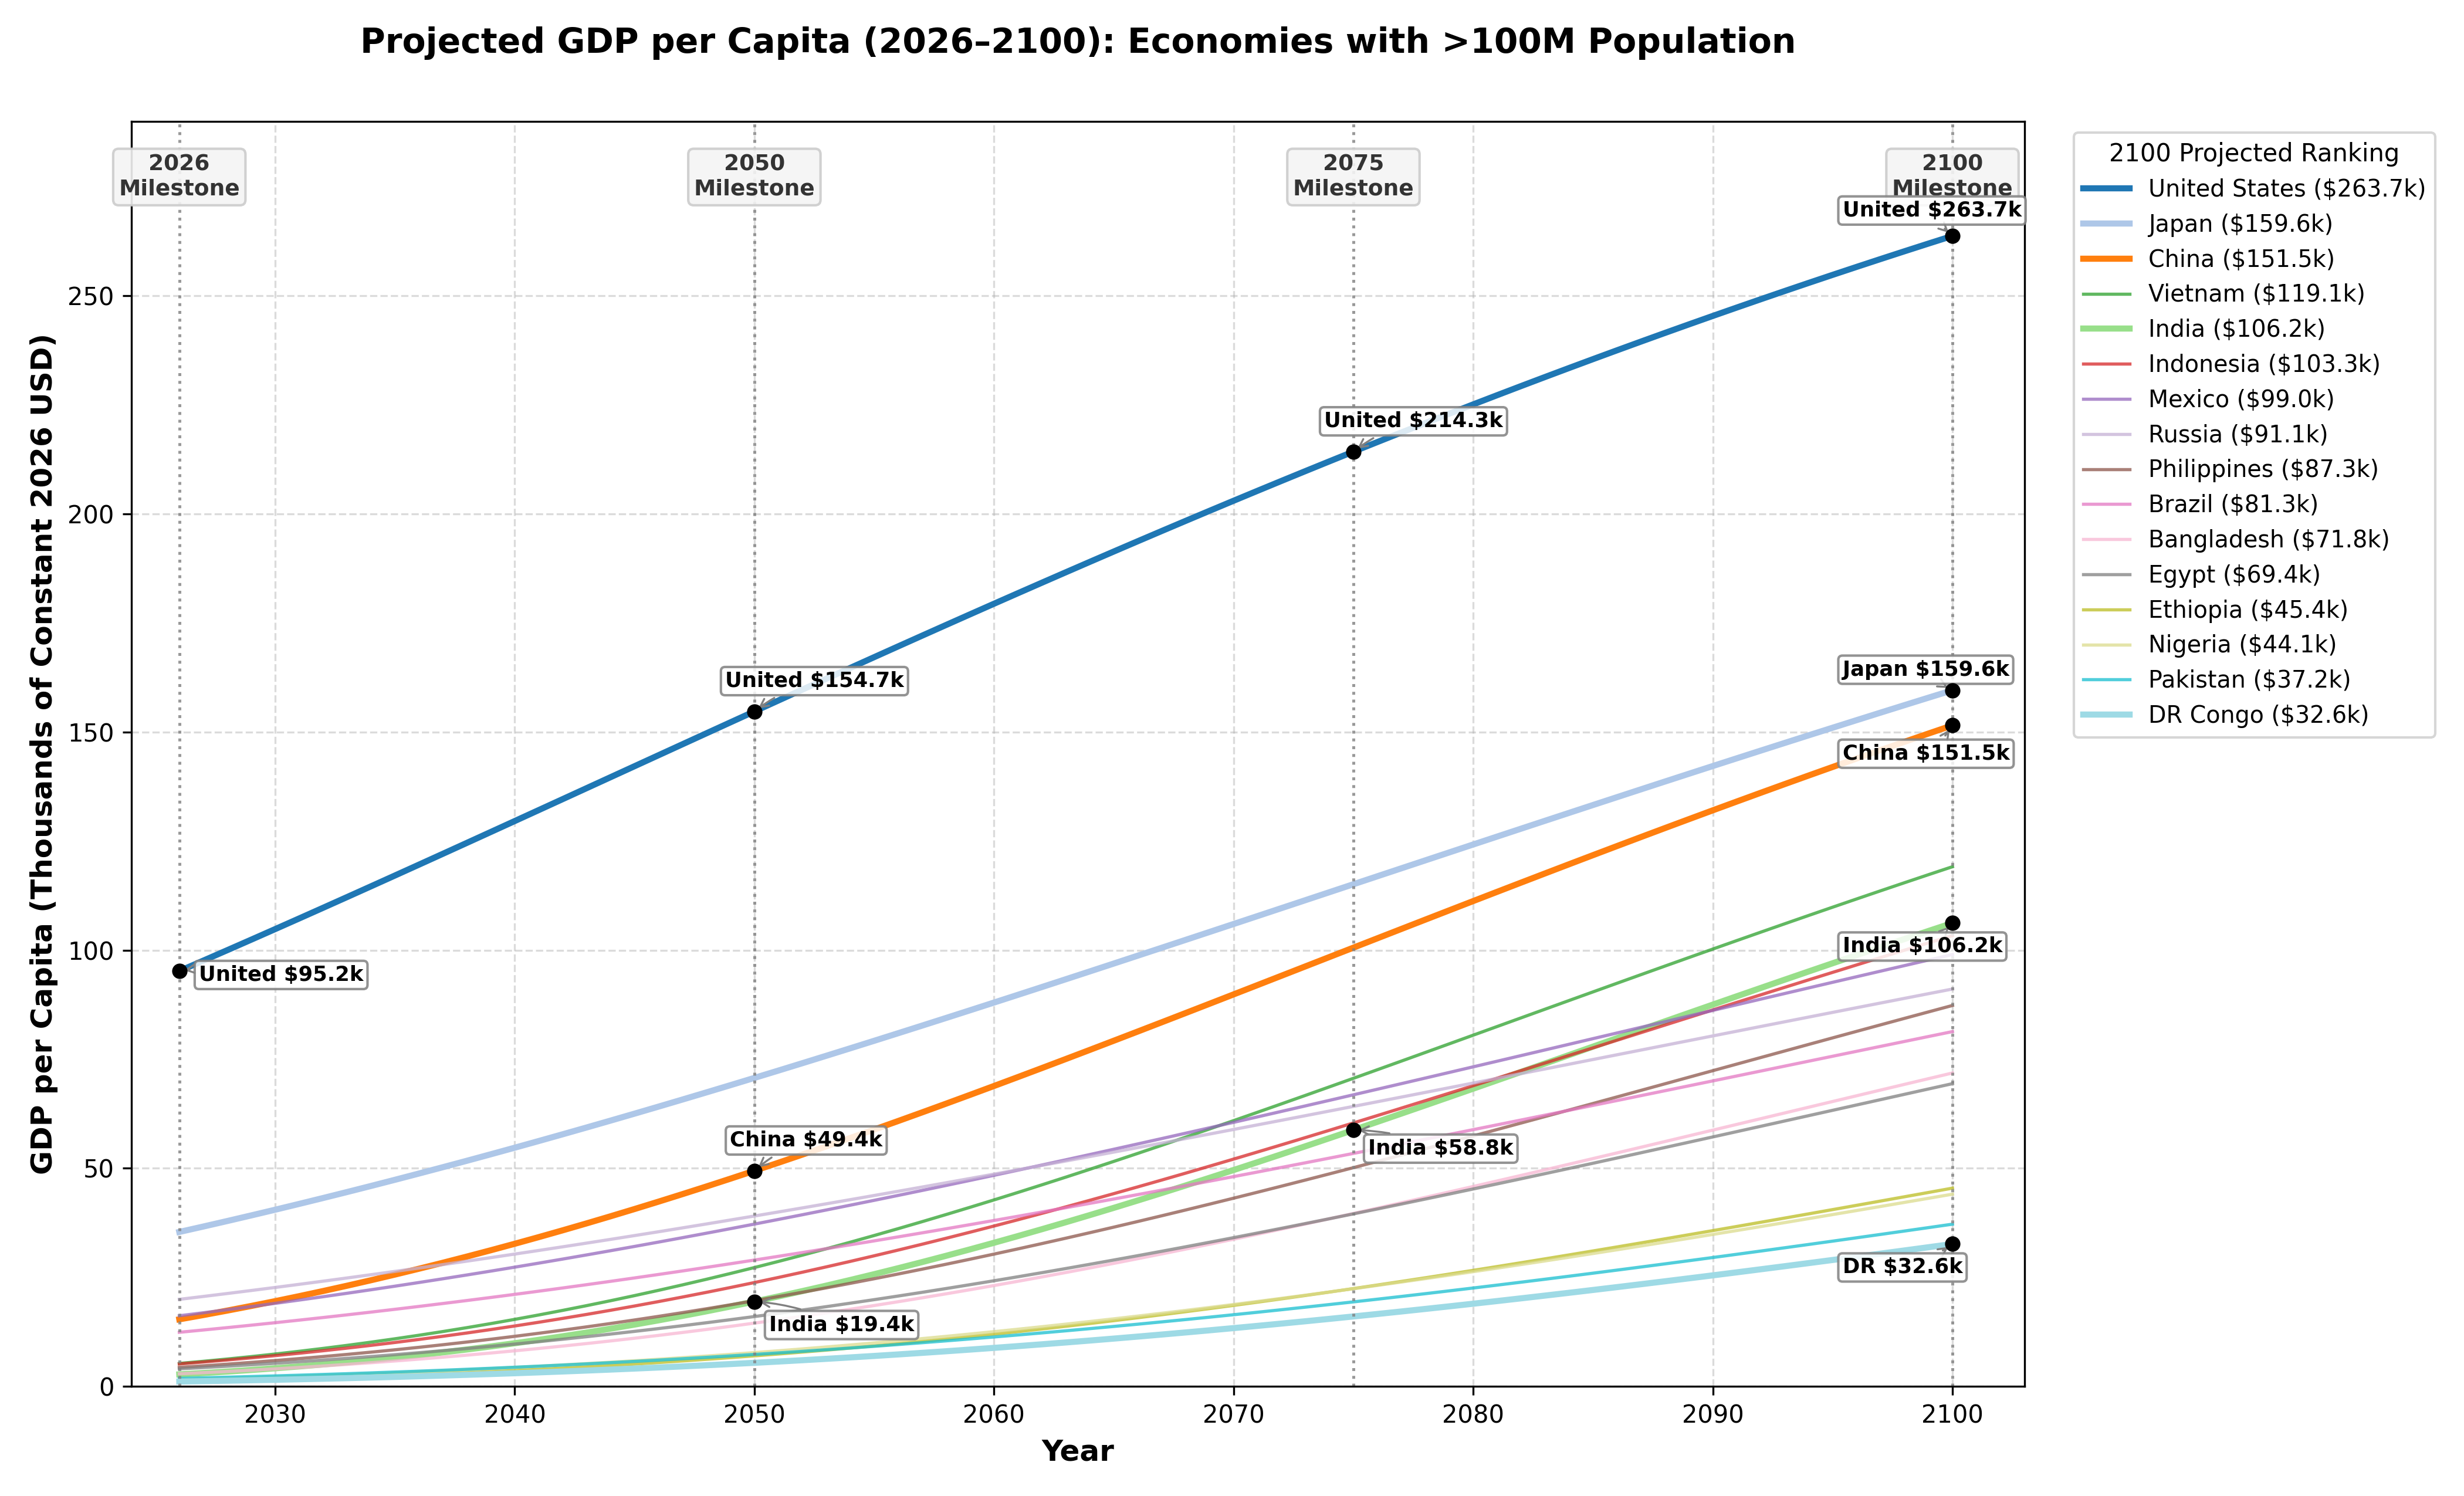 Projected GDP per Capita (2026–2100): Economies with >100M Population
2026
Milestone
2050
Milestone
2075
Milestone
2100
Milestone
United $263.7k
United $214.3k
United $154.7k
United $95.2k
Japan $159.6k
China $151.5k
India $106.2k
China $49.4k
India $58.8k
India $19.4k
DR $32.6k
GDP per Capita (Thousands of Constant 2026 USD)
250
200
150
100
50
0
2030
2040
2050
2060
2070
2080
2090
2100
Year
2100 Projected Ranking
United States ($263.7k)
Japan ($159.6k)
China ($151.5k)
Vietnam ($119.1k)
India ($106.2k)
Indonesia ($103.3k)
Mexico ($99.0k)
Russia ($91.1k)
Philippines ($87.3k)
Brazil ($81.3k)
Bangladesh ($71.8k)
Egypt ($69.4k)
Ethiopia ($45.4k)
Nigeria ($44.1k)
Pakistan ($37.2k)
DR Congo ($32.6k)